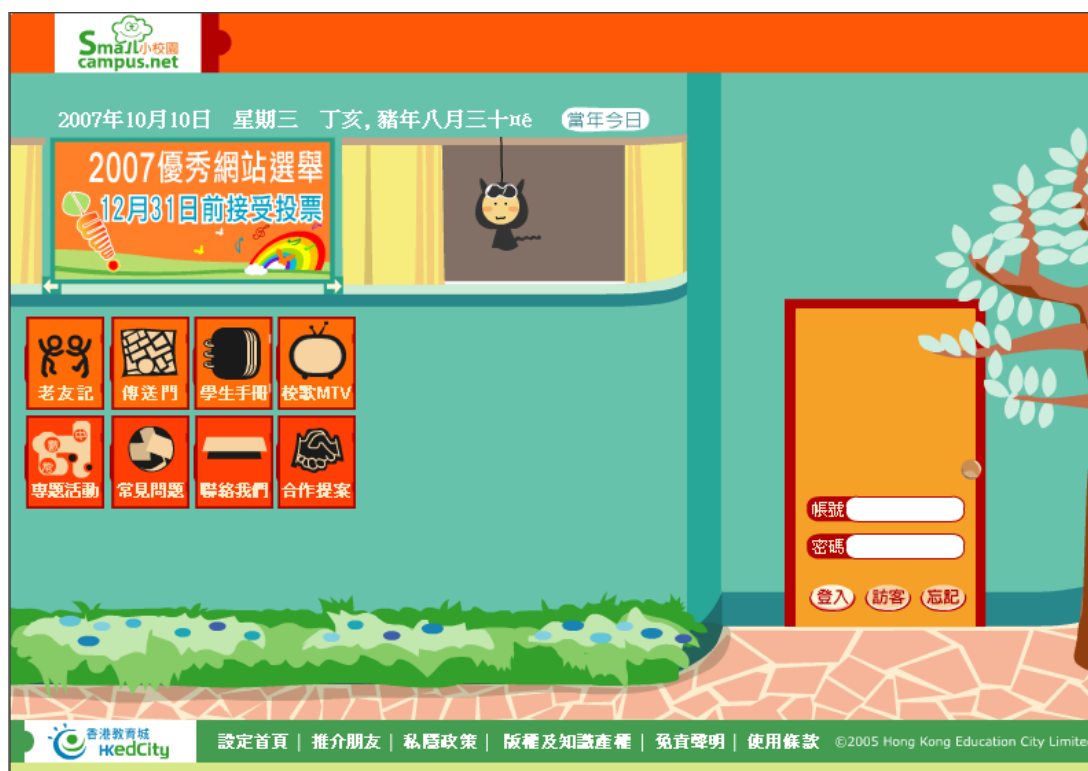 Small小校園
campus.net
2007年10月10日 星期三 丁亥, 豬年八月三十¤é
當年今日
2007優秀網站選舉
12月31日前接受投票
老友記
傳送門
學生手冊
校歌MTV
專題活動
常見問題
聯絡我們
合作提案
帳號
密碼
登入
訪客
忘記
香港教育城
HKedCity
設定首頁 | 推介朋友 | 私隱政策 | 版權及知識產權 | 免責聲明 | 使用條款 ©2005 Hong Kong Education City Limite